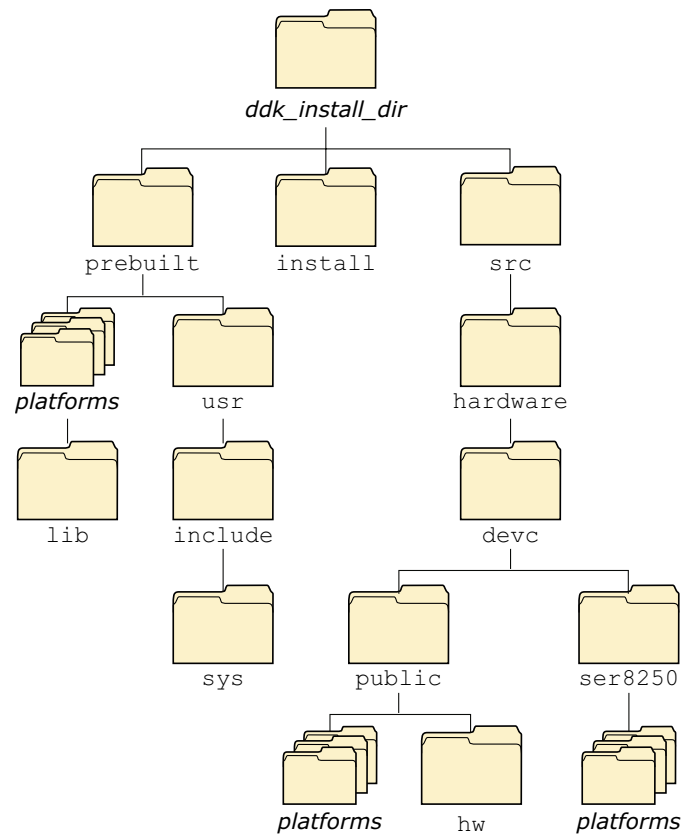 ddk_install_dir
prebuilt
install
src
platforms
usr
hardware
lib
include
devc
sys
public
ser8250
platforms
hw
platforms